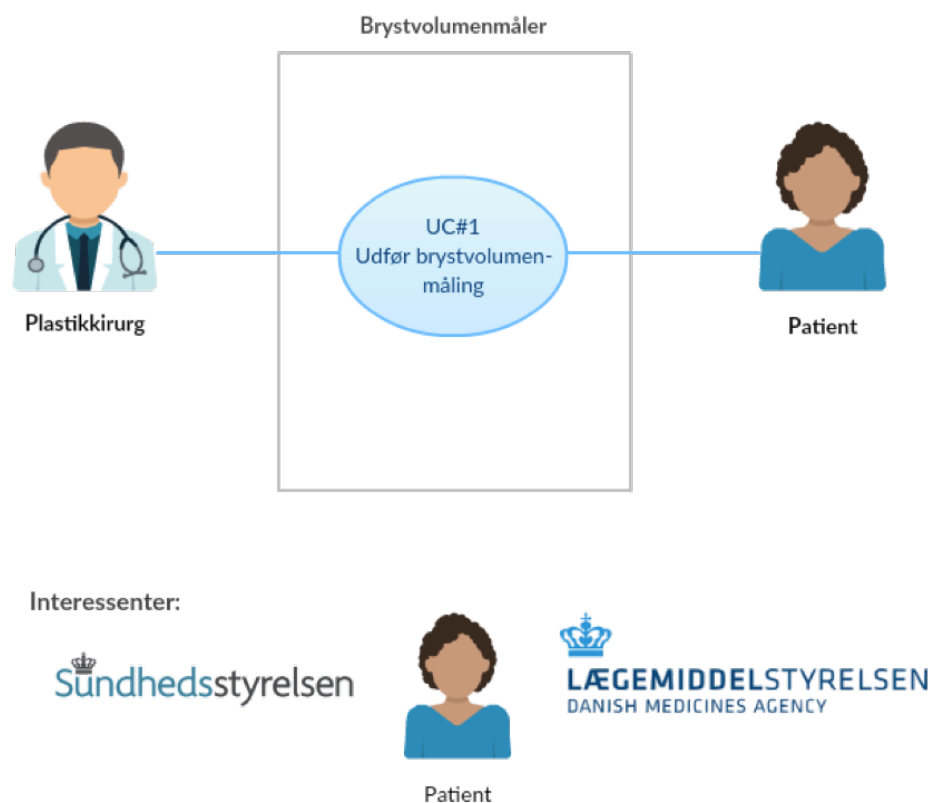 Brystvolumenmåler
UC#1
Udfør brystvolumen-
måling
Plastikkirurg
Patient
Interessenter:
Sundhedsstyrelsen
LÆGEMIDDELSTYRELSEN
DANISH MEDICINES AGENCY
Patient